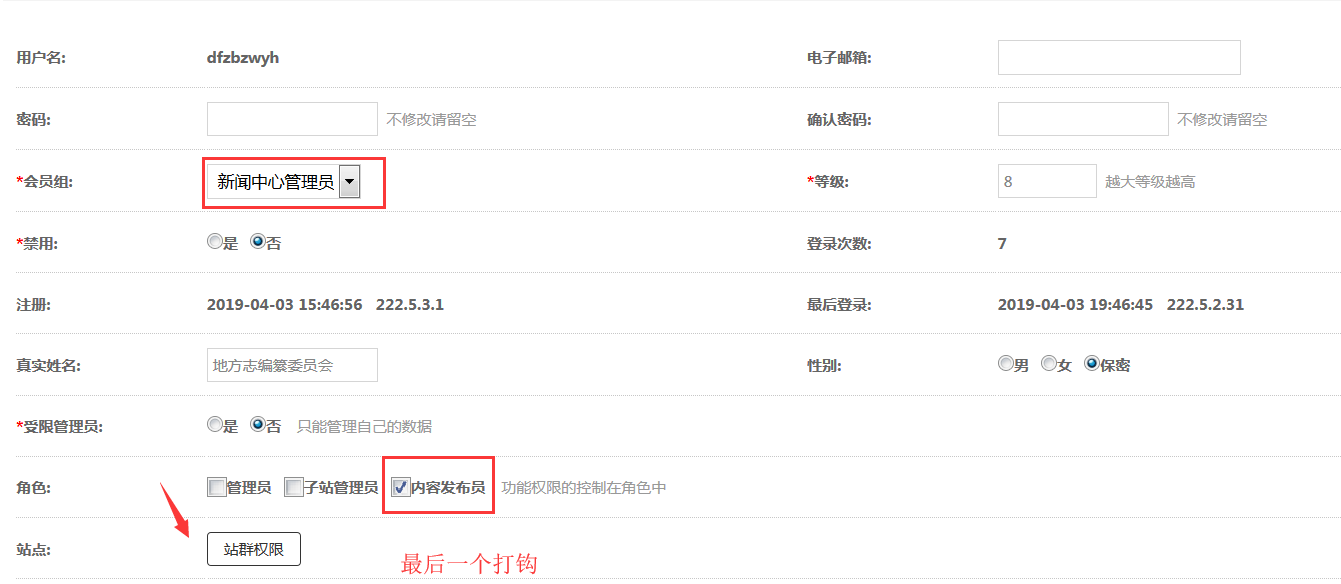 用户名: dfzbzwyh 电子邮箱:
密码: 不修改请留空 确认密码: 不修改请留空
*会员组: 新闻中心管理员 *等级: 8 越大等级越高
*禁用: 是 否 登录次数: 7
注册: 2019-04-03 15:46:56 222.5.3.1 最后登录: 2019-04-03 19:46:45 222.5.2.31
真实姓名: 地方志编纂委员会 性别: 男 女 保密
*受限管理员: 是 否 只能管理自己的数据
角色: 管理员 子站管理员 内容发布员 功能权限的控制在角色中
站点: 站群权限
最后一个打钩